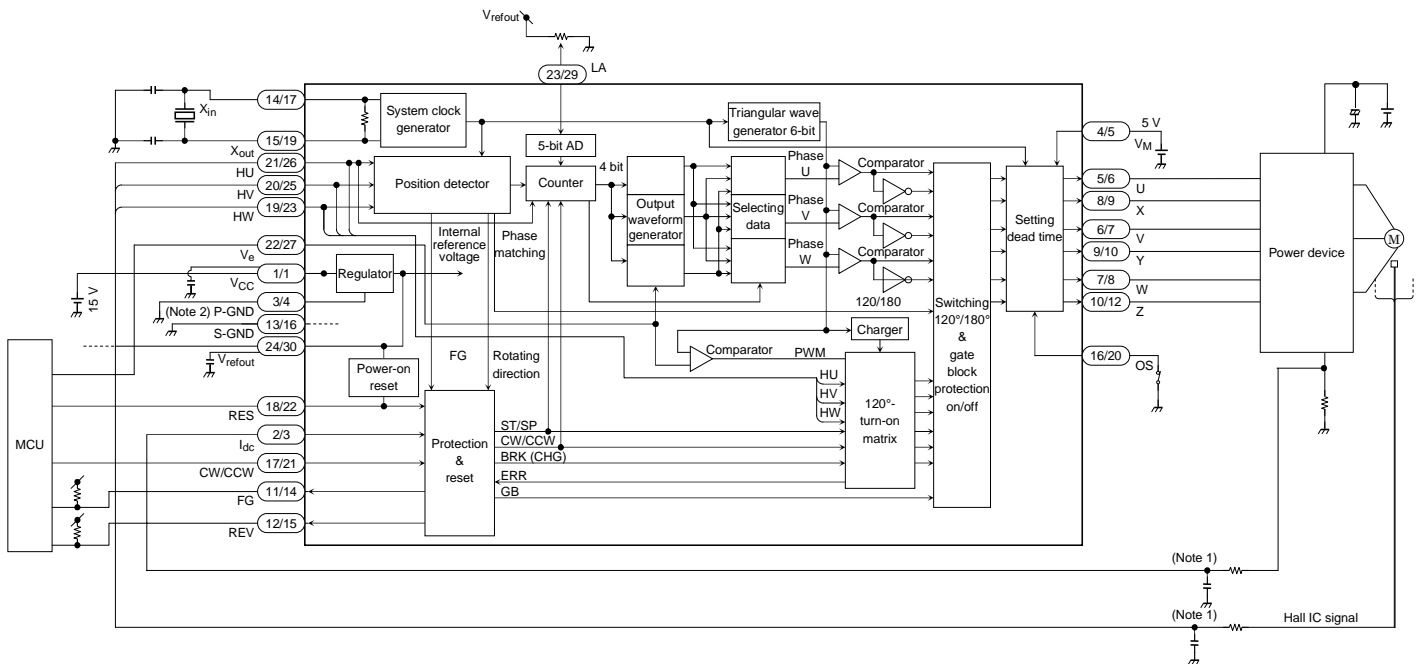 Vrefout
23/29
LA
14/17
Xin
System clock
generator
Triangular wave
generator 6-bit
15/19
Xout
5-bit AD
4/5
5 V
VM
21/26
HU
20/25
HV
19/23
HW
Position detector
Counter
4 bit
Output
waveform
generator
Selecting
data
Phase
U
Phase
V
Phase
W
Comparator
Comparator
Comparator
120/180
Setting
dead time
5/6
U
8/9
X
6/7
V
9/10
Y
7/8
W
10/12
Z
Power device
M
22/27
Ve
1/1
VCC
Regulator
Internal
reference
voltage
Phase
matching
15 V
3/4
(Note 2) P-GND
13/16
S-GND
24/30
Vrefout
Power-on
reset
FG
Rotating
direction
Comparator
PWM
Charger
HU
HV
HW
120°-
turn-on
matrix
Switching
120°/180°
&
gate
block
protection
on/off
16/20
OS
MCU
18/22
RES
2/3
Idc
17/21
CW/CCW
11/14
FG
12/15
REV
Protection
&
reset
ST/SP
CW/CCW
BRK (CHG)
ERR
GB
(Note 1)
(Note 1)
Hall IC signal